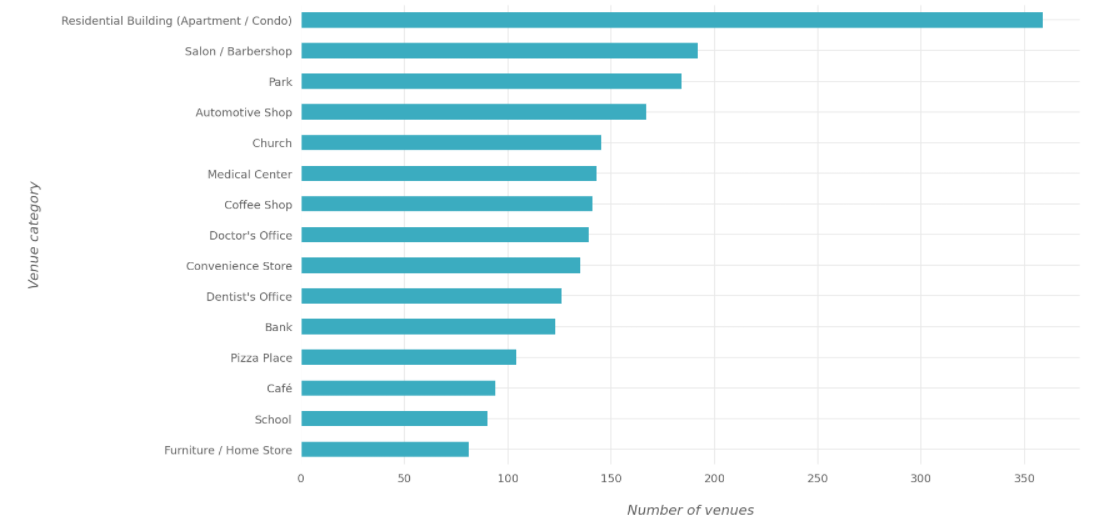 Residential Building (Apartment / Condo)
Salon / Barbershop
Park
Automotive Shop
Church
Medical Center
Coffee Shop
Doctor's Office
Convenience Store
Dentist's Office
Bank
Pizza Place
Café
School
Furniture / Home Store
Venue category
0 50 100 150 200 250 300 350
Number of venues